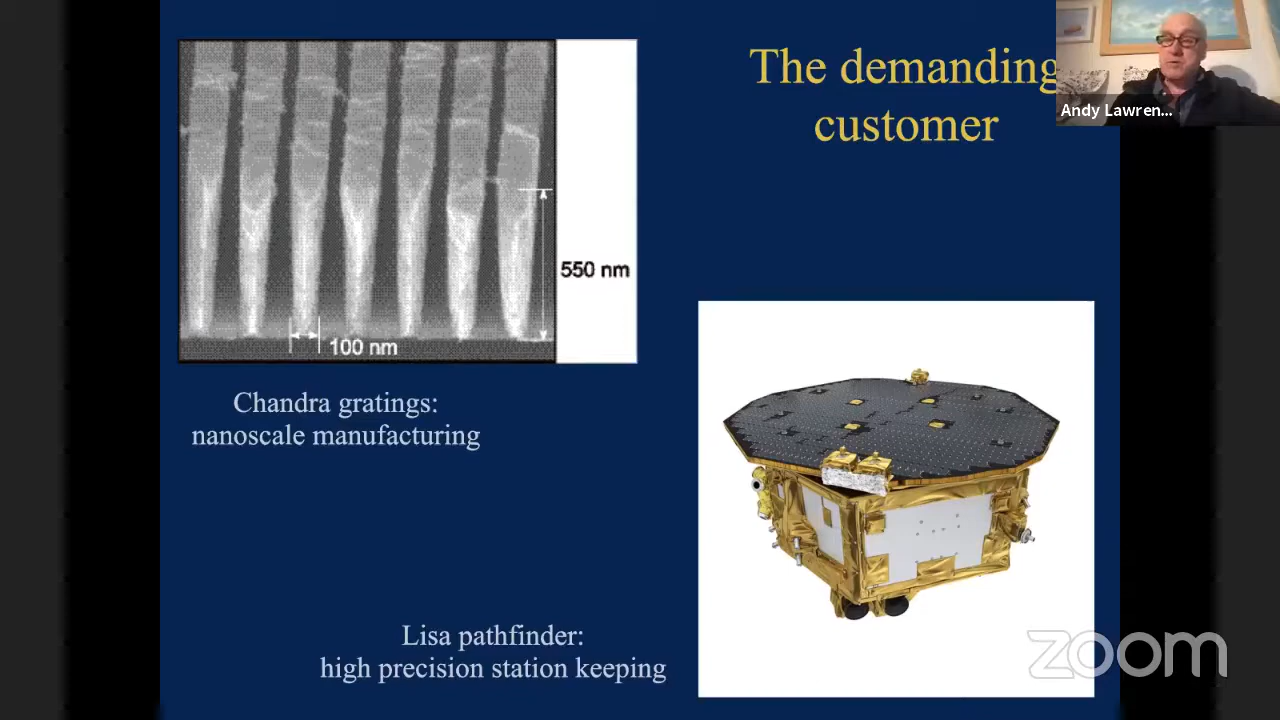 The demanding
customer
Andy Lawren...
550 nm
100 nm
Chandra gratings:
nanoscale manufacturing
Lisa pathfinder:
high precision station keeping
zoom